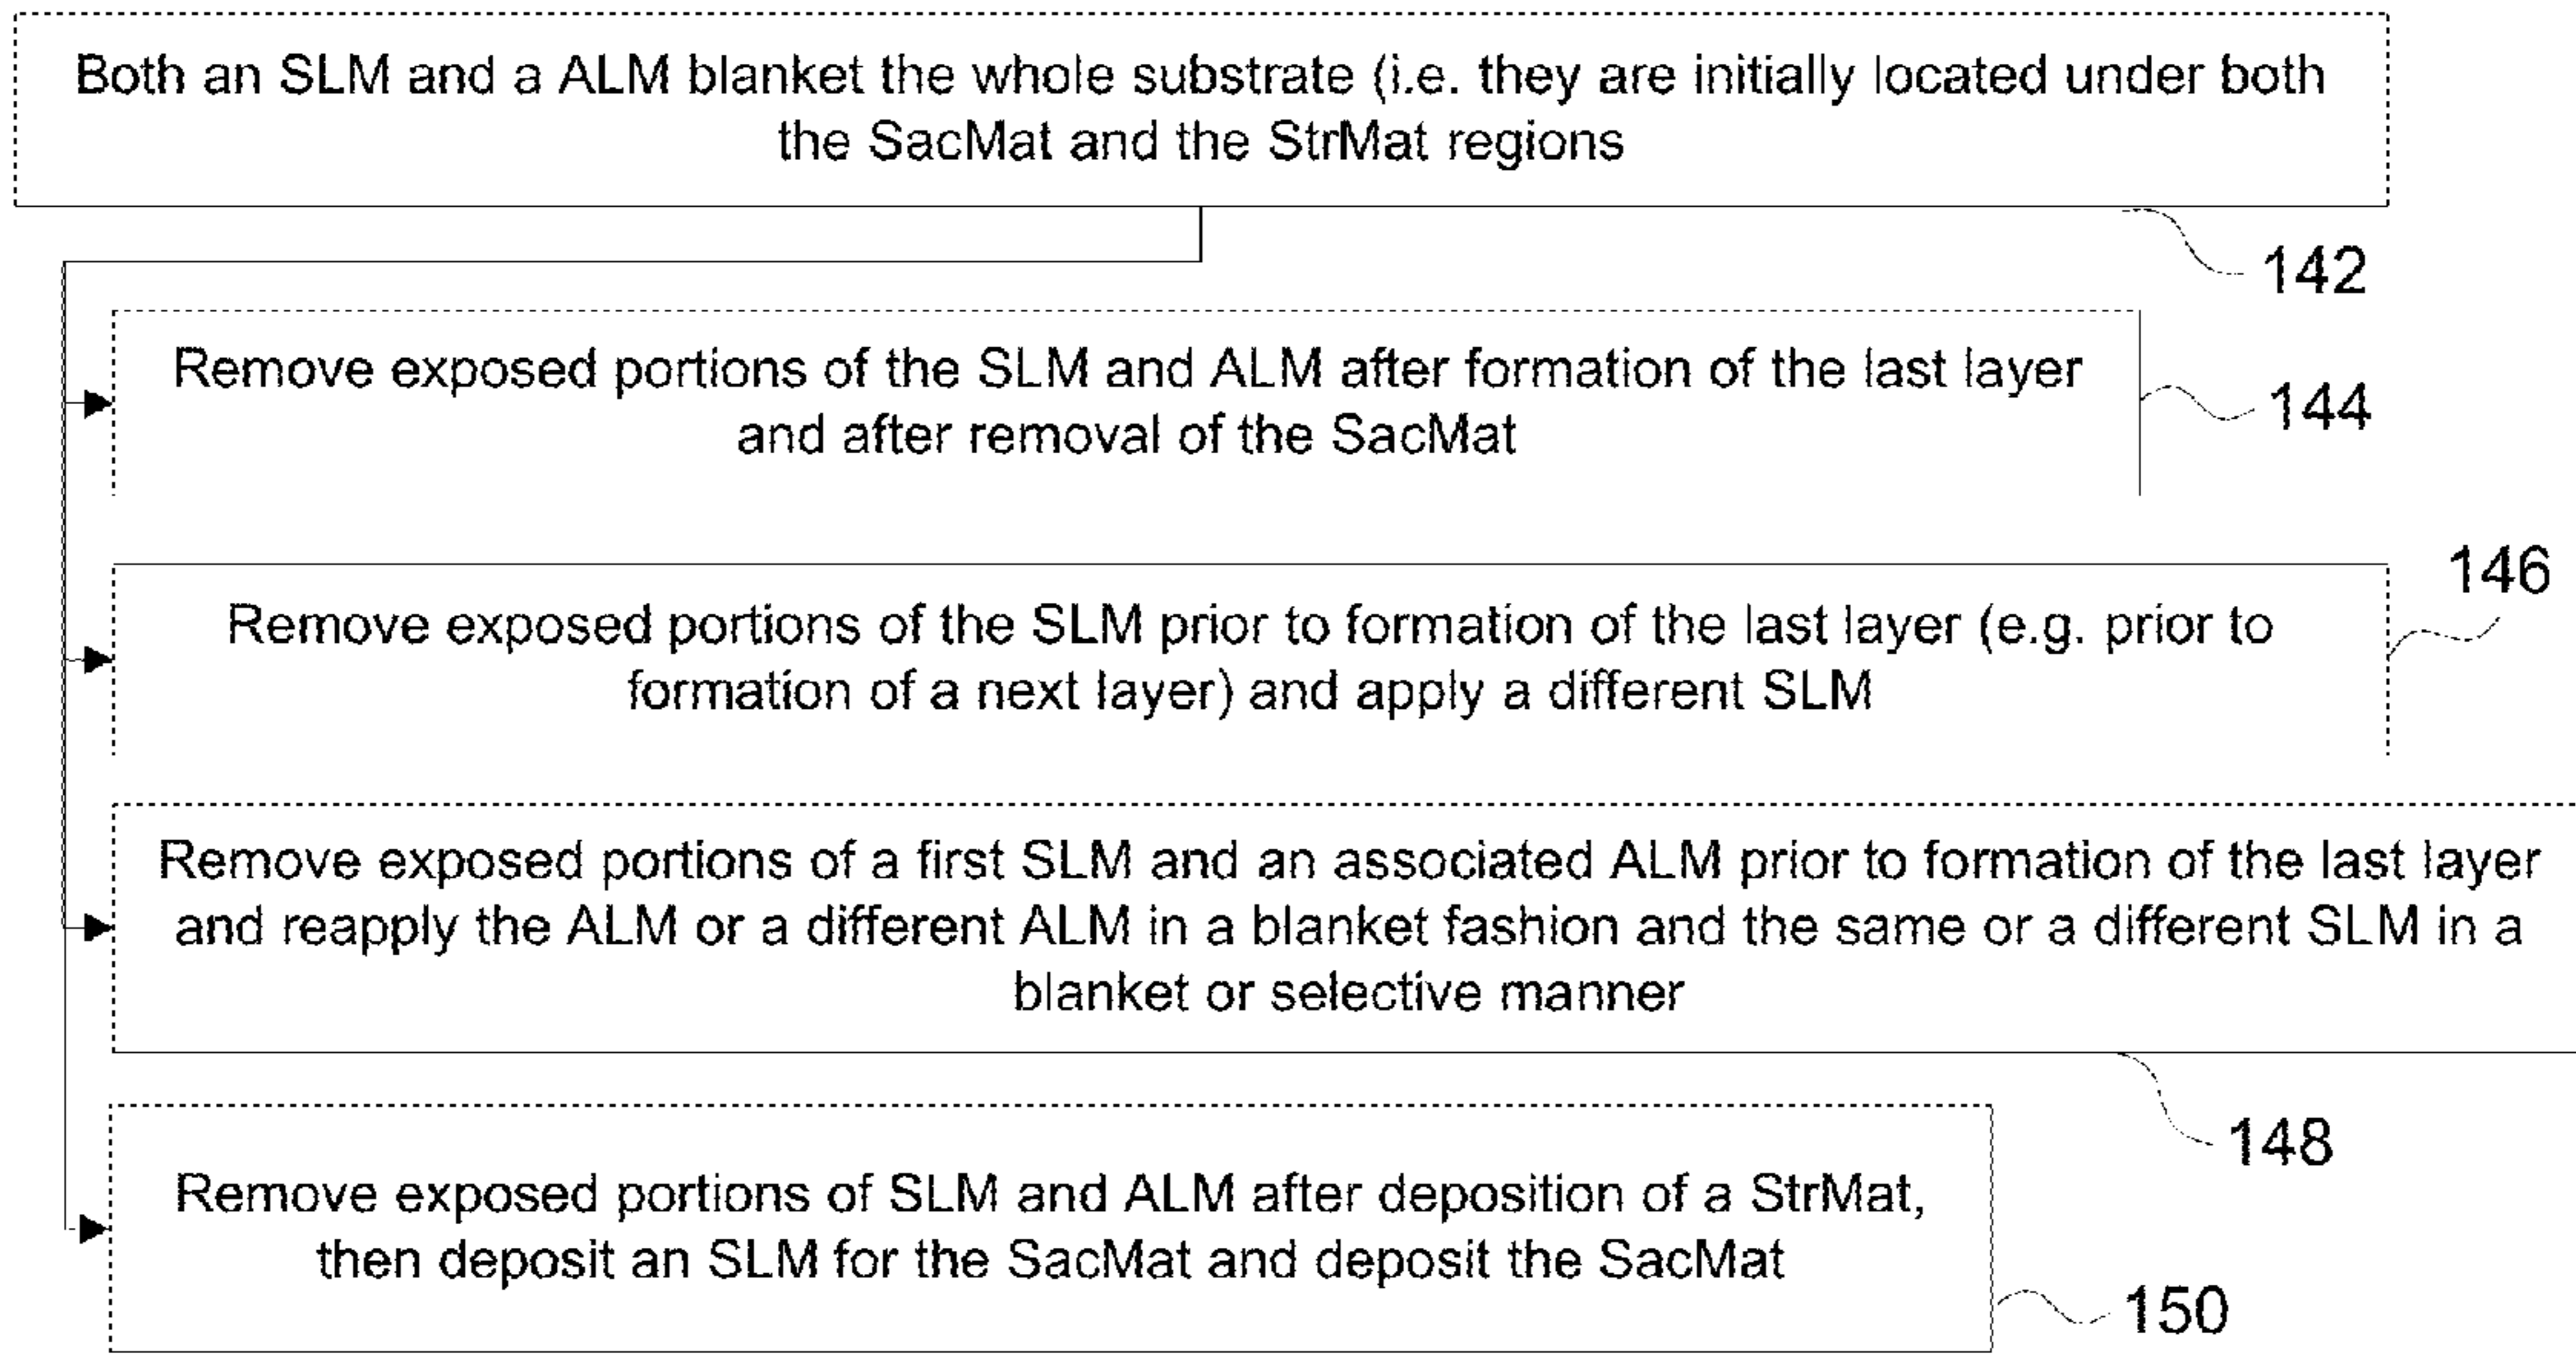 Both an SLM and a ALM blanket the whole substrate (i.e. they are initially located under both
the SacMat and the StrMat regions
142
Remove exposed portions of the SLM and ALM after formation of the last layer
and after removal of the SacMat
144
146
Remove exposed portions of the SLM prior to formation of the last layer (e.g. prior to
formation of a next layer) and apply a different SLM
Remove exposed portions of a first SLM and an associated ALM prior to formation of the last layer
and reapply the ALM or a different ALM in a blanket fashion and the same or a different SLM in a
blanket or selective manner
148
Remove exposed portions of SLM and ALM after deposition of a StrMat,
then deposit an SLM for the SacMat and deposit the SacMat
150